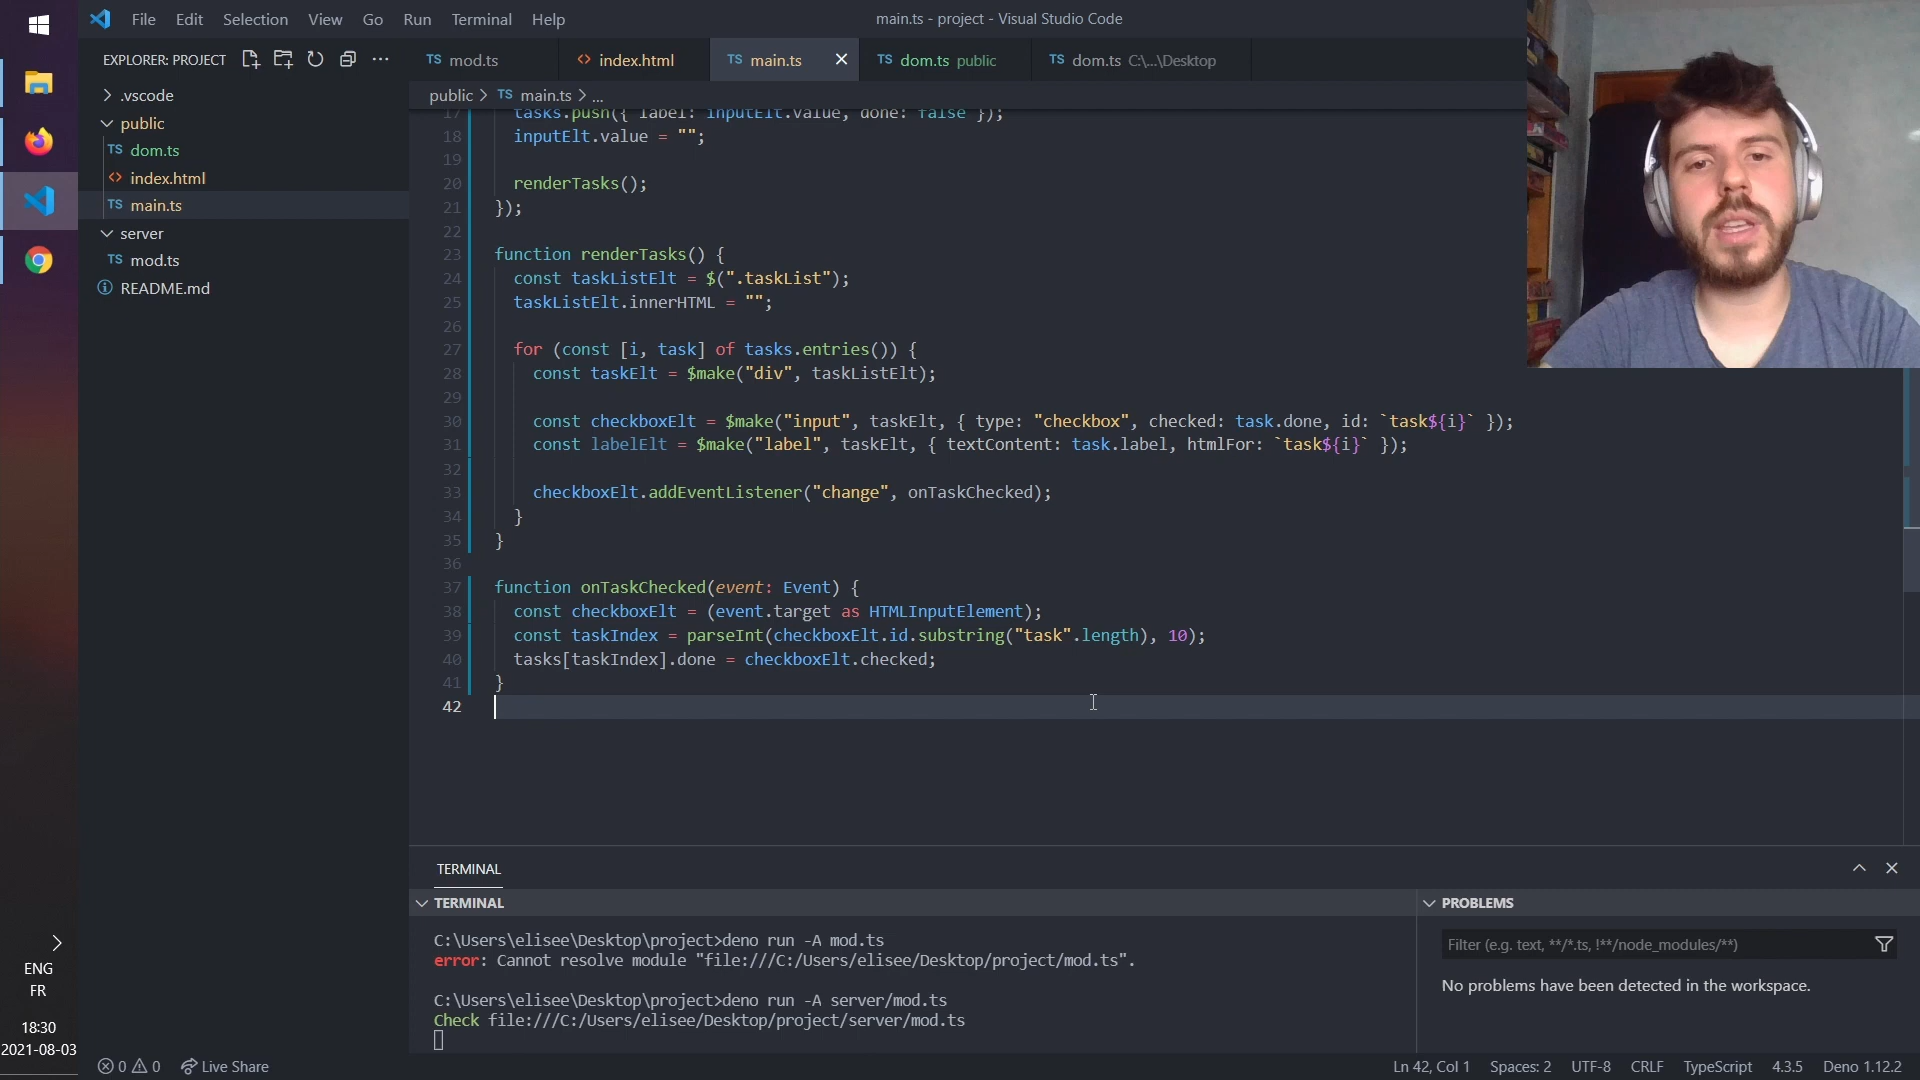 File Edit Selection View Go Run Terminal Help
main.ts - project - Visual Studio Code
EXPLORER: PROJECT
.vscode
public
TS dom.ts
index.html
TS main.ts
server
TS mod.ts
README.md
TS mod.ts
index.html
TS main.ts
TS dom.ts public
TS dom.ts C:\...\Desktop
public > TS main.ts > ...
17 tasks.push({ label: inputElt.value, done: false });
18 inputElt.value = "";
19
20 renderTasks();
21 });
22
23 function renderTasks() {
24 const taskListElt = $(".taskList");
25 taskListElt.innerHTML = "";
26
27 for (const [i, task] of tasks.entries()) {
28 const taskElt = $make("div", taskListElt);
29
30 const checkboxElt = $make("input", taskElt, { type: "checkbox", checked: task.done, id: `task${i}` });
31 const labelElt = $make("label", taskElt, { textContent: task.label, htmlFor: `task${i}` });
32
33 checkboxElt.addEventListener("change", onTaskChecked);
34 }
35 }
36
37 function onTaskChecked(event: Event) {
38 const checkboxElt = (event.target as HTMLInputElement);
39 const taskIndex = parseInt(checkboxElt.id.substring("task".length), 10);
40 tasks[taskIndex].done = checkboxElt.checked;
41 }
42
TERMINAL
TERMINAL
C:\Users\elisee\Desktop\project>deno run -A mod.ts
error: Cannot resolve module "file:///C:/Users/elisee/Desktop/project/mod.ts".
C:\Users\elisee\Desktop\project>deno run -A server/mod.ts
Check file:///C:/Users/elisee/Desktop/project/server/mod.ts
PROBLEMS
Filter (e.g. text, **/*.ts, !**/node_modules/**)
No problems have been detected in the workspace.
ENG
FR
18:30
2021-08-03
0 0 Live Share
Ln 42, Col 1 Spaces: 2 UTF-8 CRLF TypeScript 4.3.5 Deno 1.12.2